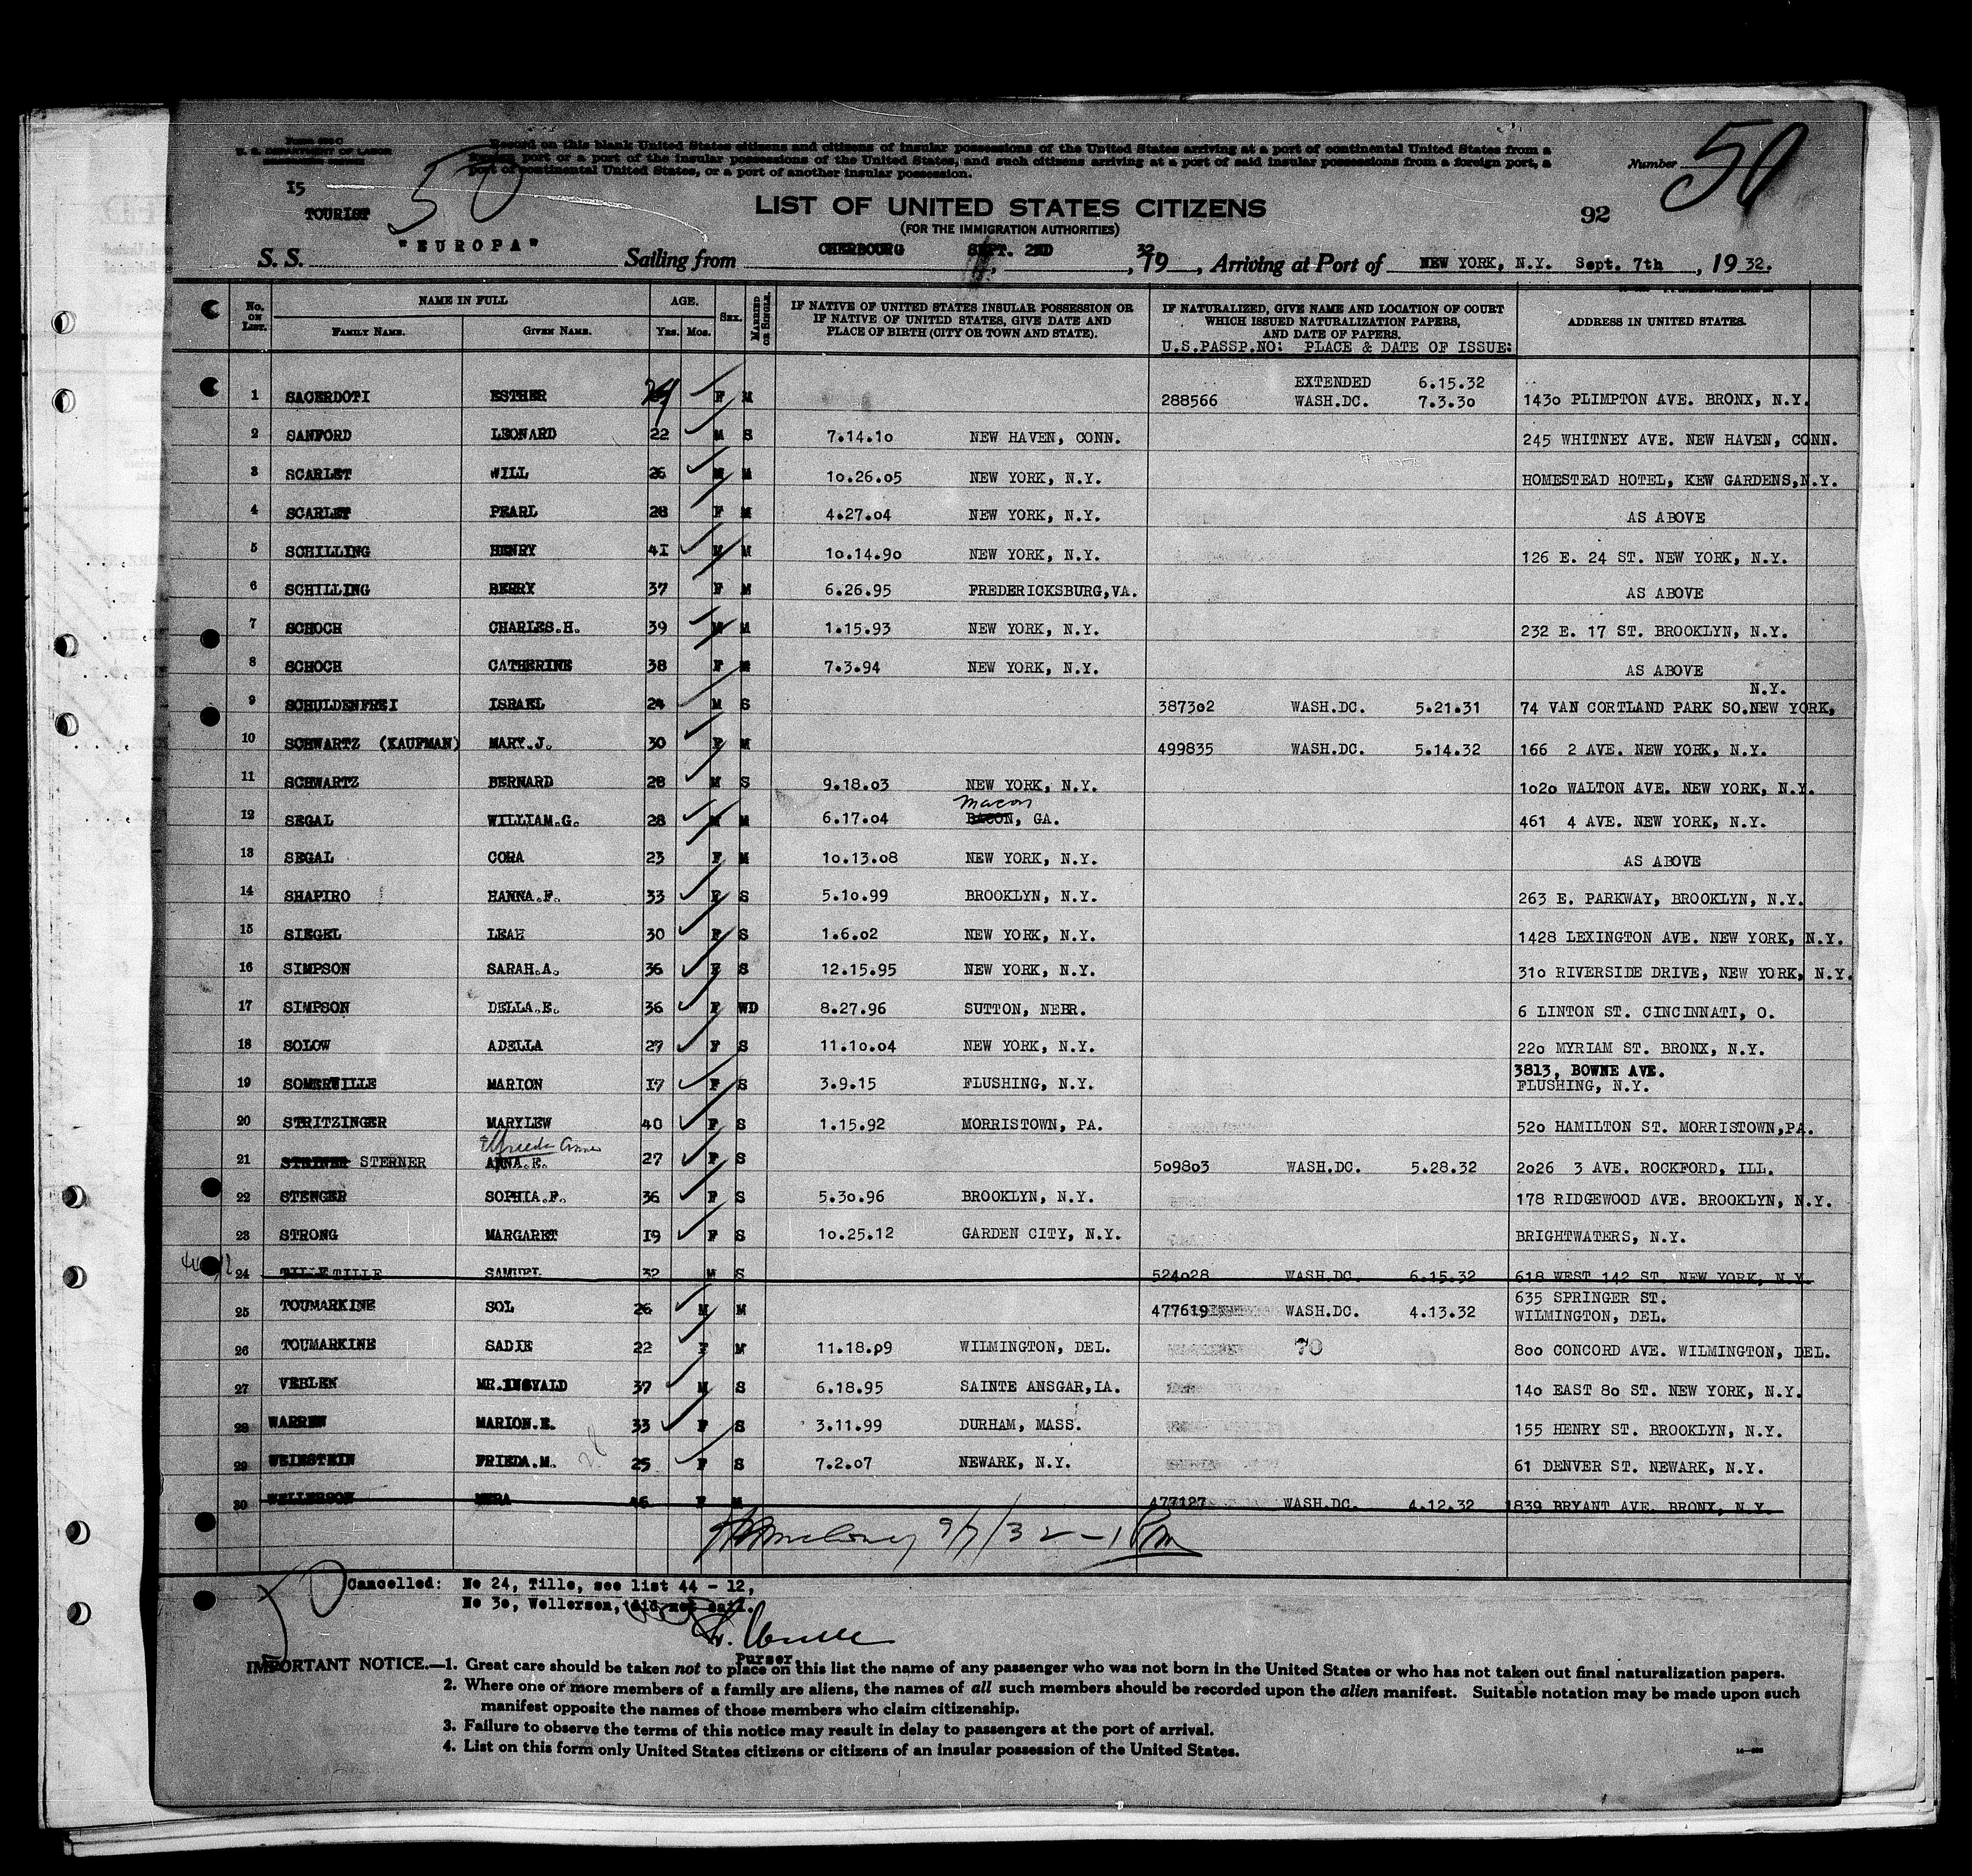 Form 630 C
U. S. DEPARTMENT OF LABOR
IMMIGRATION SERVICE
Record on this blank United States citizens and citizens of insular possessions of the United States arriving at a port of continental United States from a
foreign port or a port of the insular possessions of the United States, and such citizens arriving at a port of said insular possessions from a foreign port, a
port of continental United States, or a port of another insular possession.
Number 50
I5
TOURIST
50
LIST OF UNITED STATES CITIZENS
(FOR THE IMMIGRATION AUTHORITIES)
92
S. S. "EUROPA" Sailing from CHERBOURG SEPT. 2ND, 1932, Arriving at Port of NEW YORK, N.Y. Sept. 7th, 1932.
No. ON LIST. NAME IN FULL AGE. SEX. MARRIED OR SINGLE. IF NATIVE OF UNITED STATES INSULAR POSSESSION OR IF NATIVE OF UNITED STATES, GIVE DATE AND PLACE OF BIRTH (CITY OR TOWN AND STATE). IF NATURALIZED, GIVE NAME AND LOCATION OF COURT WHICH ISSUED NATURALIZATION PAPERS, AND DATE OF PAPERS. ADDRESS IN UNITED STATES.
FAMILY NAME. GIVEN NAME. Yrs. Mos. U.S.PASSP.NO: PLACE & DATE OF ISSUE:
EXTENDED 6.15.32
1 SACERDOTI ESTHER F M 288566 WASH.DC. 7.3.30 1430 PLIMPTON AVE. BRONX, N.Y.
2 SANFORD LEONARD 22 M S 7.14.10 NEW HAVEN, CONN. 245 WHITNEY AVE. NEW HAVEN, CONN.
3 SCARLET WILL 26 M M 10.26.05 NEW YORK, N.Y. HOMESTEAD HOTEL, KEW GARDENS,N.Y.
4 SCARLET PEARL 28 F M 4.27.04 NEW YORK, N.Y. AS ABOVE
5 SCHILLING HENRY 4I M M 10.14.90 NEW YORK, N.Y. 126 E. 24 ST. NEW YORK, N.Y.
6 SCHILLING BERRY 37 F M 6.26.95 FREDERICKSBURG,VA. AS ABOVE
7 SCHOCH CHARLES.H. 39 M M 1.15.93 NEW YORK, N.Y. 232 E. 17 ST. BROOKLYN, N.Y.
8 SCHOCH CATHERINE 38 F M 7.3.94 NEW YORK, N.Y. AS ABOVE
N.Y.
9 SCHULDENFREI ISRAEL 24 M S 387302 WASH.DC. 5.21.31 74 VAN CORTLAND PARK SO.NEW YORK,
10 SCHWARTZ (KAUFMAN) MARY.J. 30 F M 499835 WASH.DC. 5.14.32 166 2 AVE. NEW YORK, N.Y.
11 SCHWARTZ BERNARD 28 M S 9.18.03 NEW YORK, N.Y. 1020 WALTON AVE. NEW YORK, N.Y.
Macon
12 SEGAL WILLIAM.G. 28 M M 6.17.04 BACON, GA. 461 4 AVE. NEW YORK, N.Y.
13 SEGAL CORA 23 F M 10.13.08 NEW YORK, N.Y. AS ABOVE
14 SHAPIRO HANNA.F. 33 F S 5.10.99 BROOKLYN, N.Y. 263 E. PARKWAY, BROOKLYN, N.Y.
15 SIEGEL LEAH 30 F S 1.6.02 NEW YORK, N.Y. 1428 LEXINGTON AVE. NEW YORK, N.Y.
16 SIMPSON SARAH.A. 36 F S 12.15.95 NEW YORK, N.Y. 310 RIVERSIDE DRIVE, NEW YORK, N.Y.
17 SIMPSON DELLA.E. 36 F WD 8.27.96 SUTTON, NEBR. 6 LINTON ST. CINCINNATI, O.
18 SOLOW ADELLA 27 F S 11.10.04 NEW YORK, N.Y. 220 MYRIAM ST. BRONX, N.Y.
3813, BOWNE AVE.
19 SOMERVILLE MARION I7 F S 3.9.15 FLUSHING, N.Y. FLUSHING, N.Y.
20 STRITZINGER MARYLEW 40 F S 1.15.92 MORRISTOWN, PA. 520 HAMILTON ST. MORRISTOWN,PA.
Elfreeda Anna
21 STRINER STERNER ANNA.E. 27 F S 509803 WASH.DC. 5.28.32 2026 3 AVE. ROCKFORD, ILL.
22 STENGER SOPHIA.F. 36 F S 5.30.96 BROOKLYN, N.Y. 178 RIDGEWOOD AVE. BROOKLYN, N.Y.
23 STRONG MARGARET I9 F S 10.25.12 GARDEN CITY, N.Y. BRIGHTWATERS, N.Y.
24 TILLE TILLE SAMUEL 32 M S 524028 WASH.DC. 6.15.32 618 WEST 142 ST. NEW YORK, N.Y.
635 SPRINGER ST.
25 TOUMARKINE SOL 26 M M 477619 WASH.DC. 4.13.32 WILMINGTON, DEL.
26 TOUMARKINE SADIE 22 F M 11.18.09 WILMINGTON, DEL. 70 800 CONCORD AVE. WILMINGTON, DEL.
27 VEBLEN MR.INGVALD 37 M S 6.18.95 SAINTE ANSGAR,IA. 140 EAST 80 ST. NEW YORK, N.Y.
28 WARREN MARION.E. 33 F S 3.11.99 DURHAM, MASS. 155 HENRY ST. BROOKLYN, N.Y.
29 WEINSTEIN FRIEDA.M. 25 F S 7.2.07 NEWARK, N.Y. 61 DENVER ST. NEWARK, N.Y.
30 WELLERSON MERA 46 F M 477127 WASH.DC. 4.12.32 1839 BRYANT AVE. BRONX, N.Y.
9/7/32 - 1 Pm
50
Cancelled: No 24, Tille, see list 44 - 12,
No 30, Wellerson, did not sail.
Purser.
IMPORTANT NOTICE.—1. Great care should be taken not to place on this list the name of any passenger who was not born in the United States or who has not taken out final naturalization papers.
2. Where one or more members of a family are aliens, the names of all such members should be recorded upon the alien manifest. Suitable notation may be made upon such
manifest opposite the names of those members who claim citizenship.
3. Failure to observe the terms of this notice may result in delay to passengers at the port of arrival.
4. List on this form only United States citizens or citizens of an insular possession of the United States.